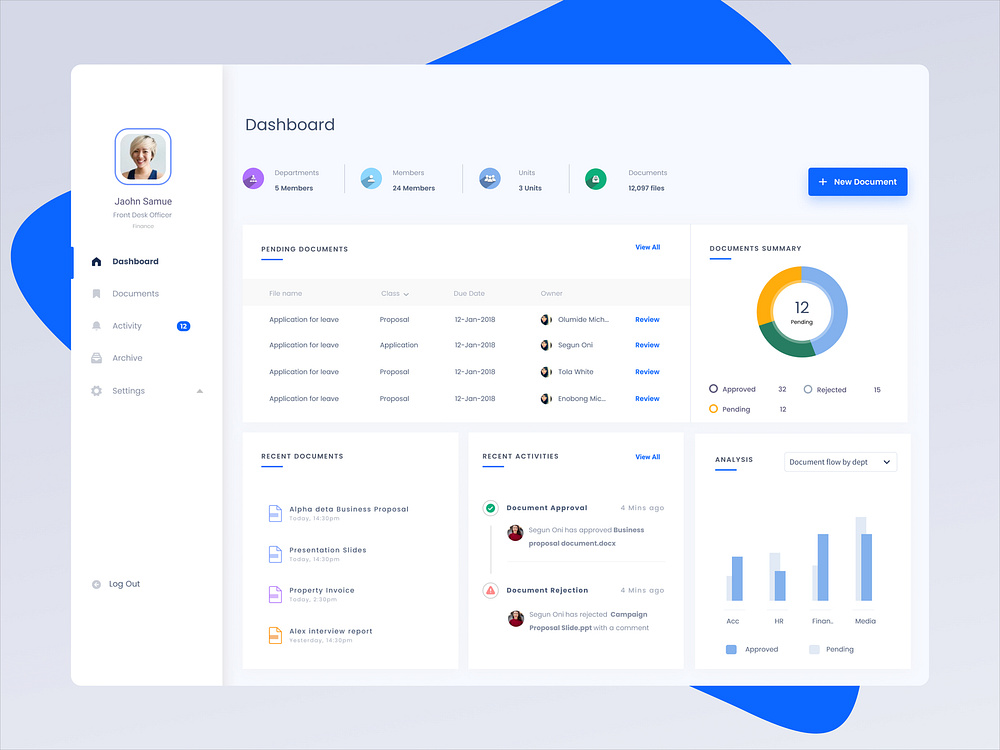 Jaohn Samue
Front Desk Officer
Finance
Dashboard
Documents
Activity 12
Archive
Settings
Log Out
Dashboard
Departments
5 Members
Members
24 Members
Units
3 Units
Documents
12,097 files
+ New Document
PENDING DOCUMENTS
View All
File name Class Due Date Owner
Application for leave Proposal 12-Jan-2018 Olumide Mich... Review
Application for leave Application 12-Jan-2018 Segun Oni Review
Application for leave Proposal 12-Jan-2018 Tola White Review
Application for leave Proposal 12-Jan-2018 Enobong Mic... Review
DOCUMENTS SUMMARY
12
Pending
Approved 32 Rejected 15
Pending 12
RECENT DOCUMENTS
Alpha deta Business Proposal
Today, 14:30pm
Presentation Slides
Today, 14:30pm
Property Invoice
Today, 2:30pm
Alex interview report
Yesterday, 14:30pm
RECENT ACTIVITIES
View All
Document Approval 4 Mins ago
Segun Oni has approved Business
proposal document.docx
Document Rejection 4 Mins ago
Segun Oni has rejected Campaign
Proposal Slide.ppt with a comment
ANALYSIS
Document flow by dept
Acc HR Finan.. Media
Approved Pending